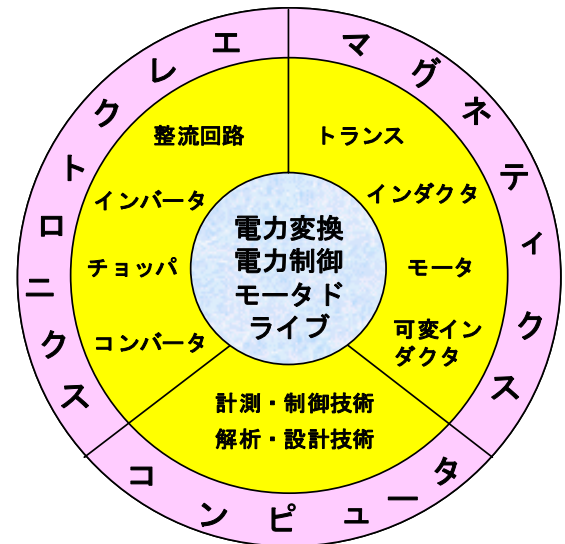 エレクトロニクス
マグネティクス
整流回路
トランス
インバータ
インダクタ
チョッパ
モータ
コンバータ
可変イン
ダクタ
電力変換
電力制御
モータド
ライブ
計測・制御技術
解析・設計技術
コンピュータ